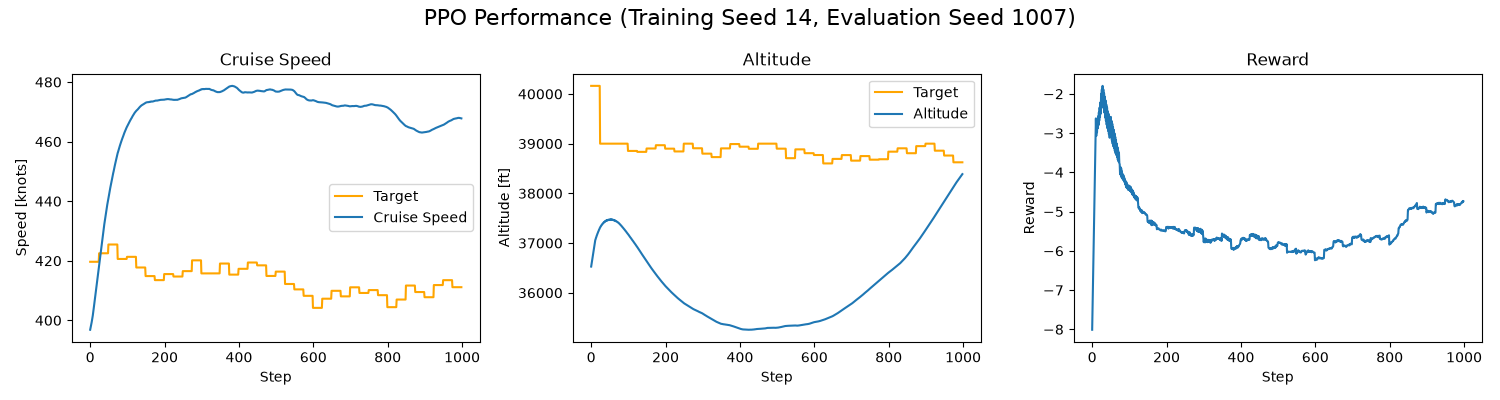 PPO Performance (Training Seed 14, Evaluation Seed 1007)
Cruise Speed
480
460
440
420
400
Speed [knots]
Target
Cruise Speed
0 200 400 600 800 1000
Step
Altitude
40000
39000
38000
37000
36000
Altitude [ft]
Target
Altitude
0 200 400 600 800 1000
Step
Reward
−2
−3
−4
−5
−6
−7
−8
Reward
0 200 400 600 800 1000
Step